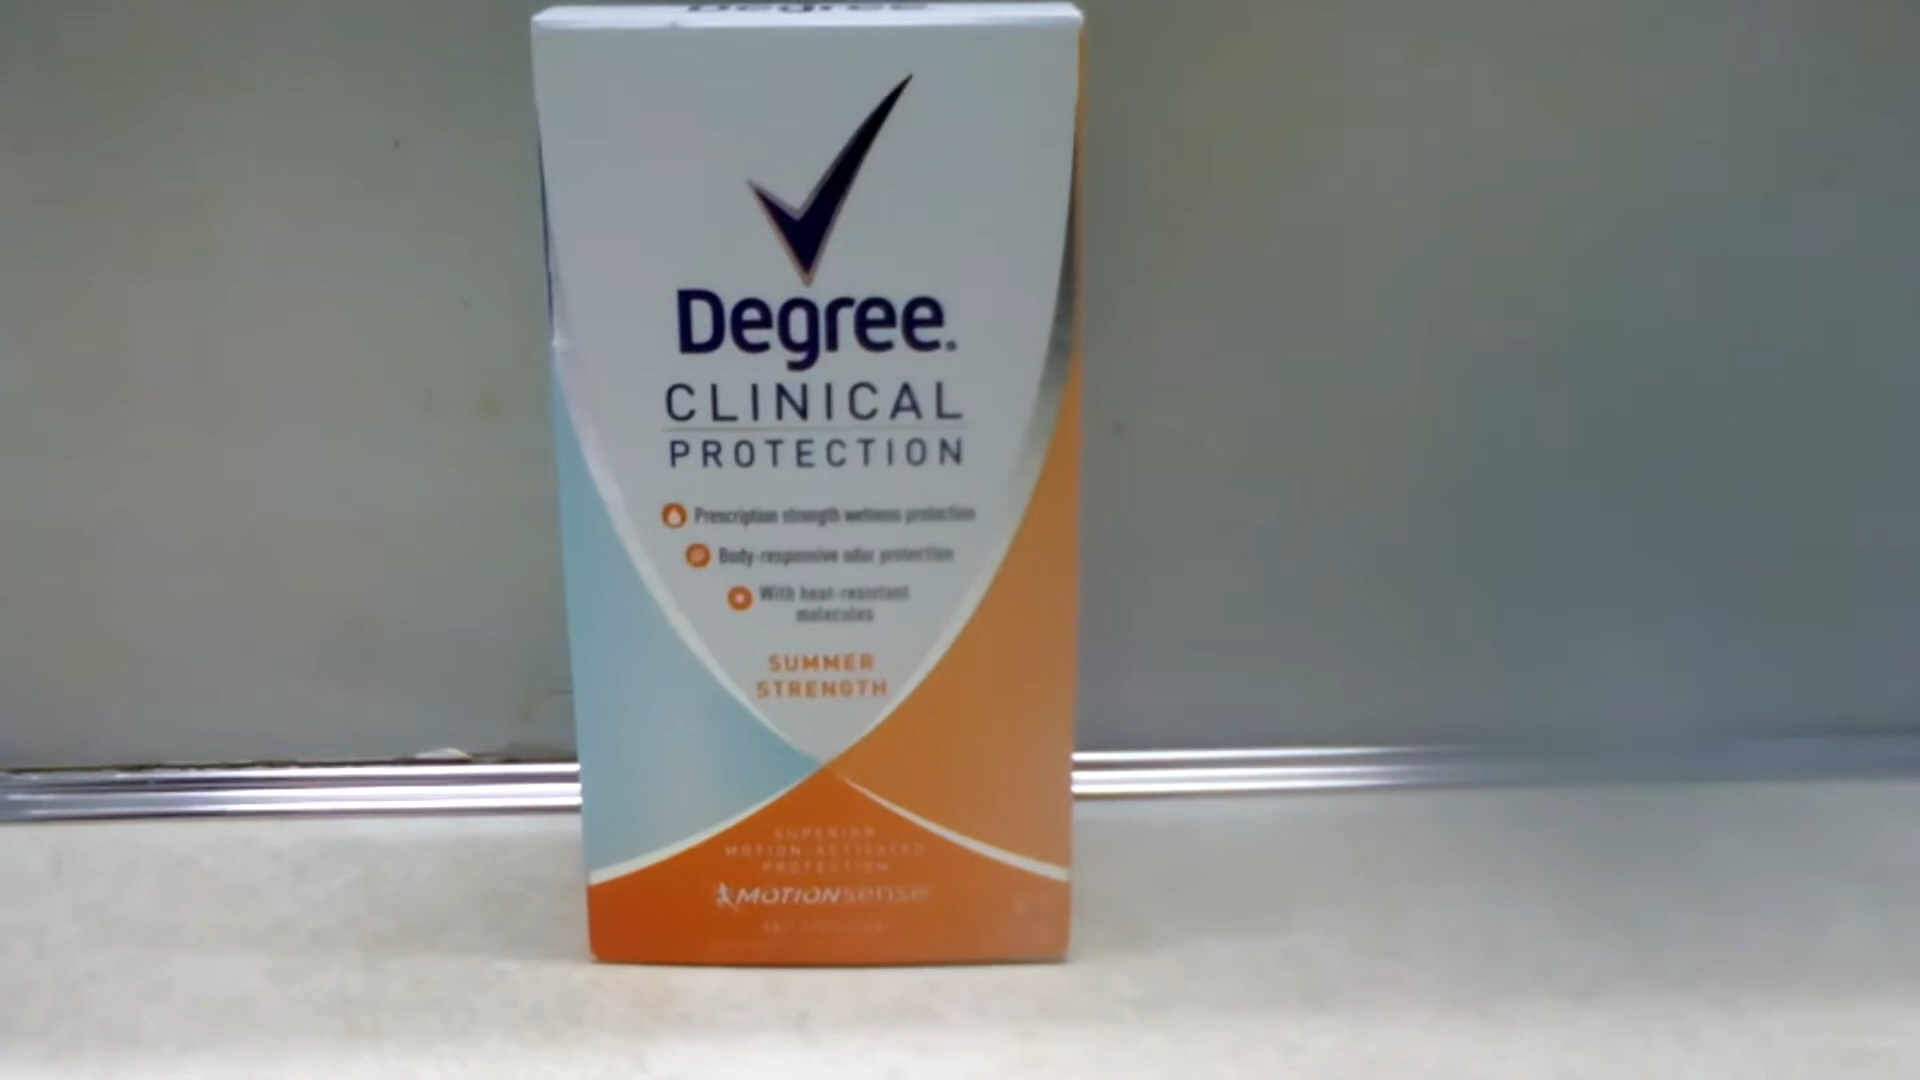 Degree
Degree.
CLINICAL
PROTECTION
Prescription strength wetness protection
Body-responsive odor protection
With heat-resistant
molecules
SUMMER
STRENGTH
SUPERIOR
MOTION ACTIVATED
PROTECTION
MOTIONsense